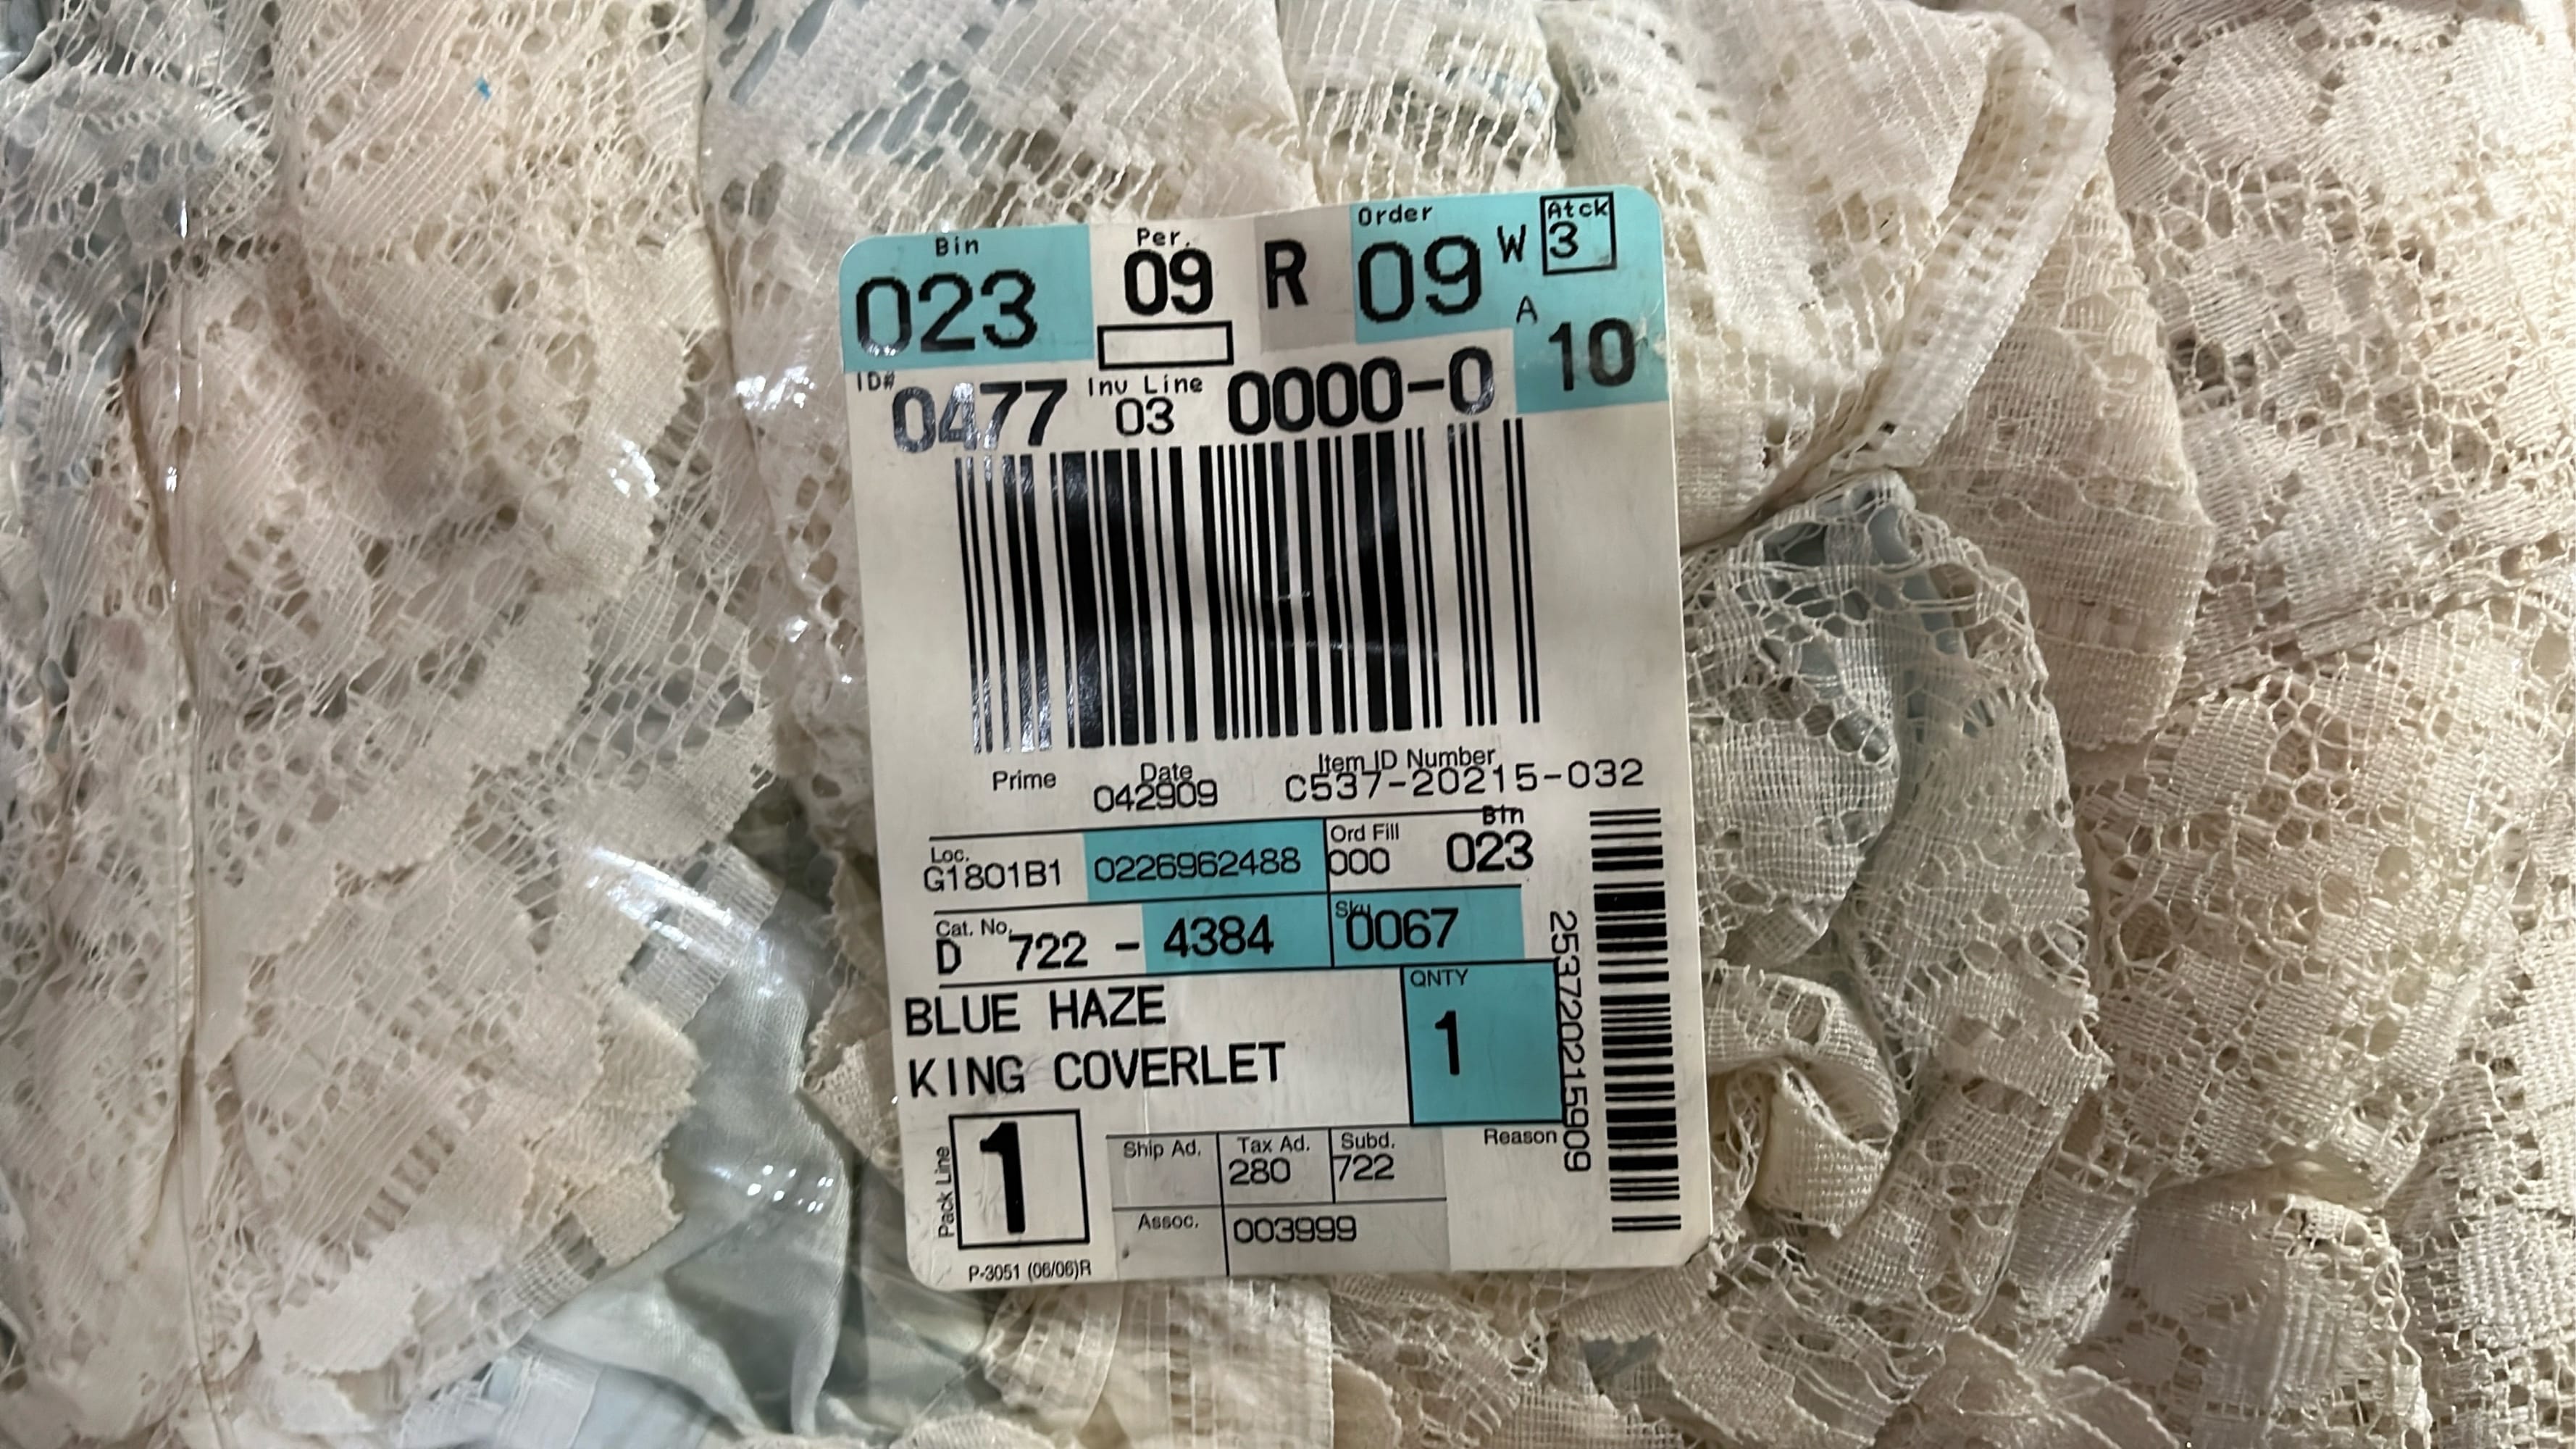 Bin Per. Order Atck
023 09 R 09 W 3
A 10
ID# 0477 Inv Line 03 0000-0
Prime Date Item ID Number
042909 C537-20215-032
Loc. Ord Fill Bin
G1801B1 0226962488 000 023
Cat. No. Sku
D 722 - 4384 0067
BLUE HAZE
KING COVERLET
QNTY
1
Pack Line
1
Ship Ad. Tax Ad. Subd. Reason
280 722
Assoc. 003999
P-3051 (06/06)R
2537202159​09